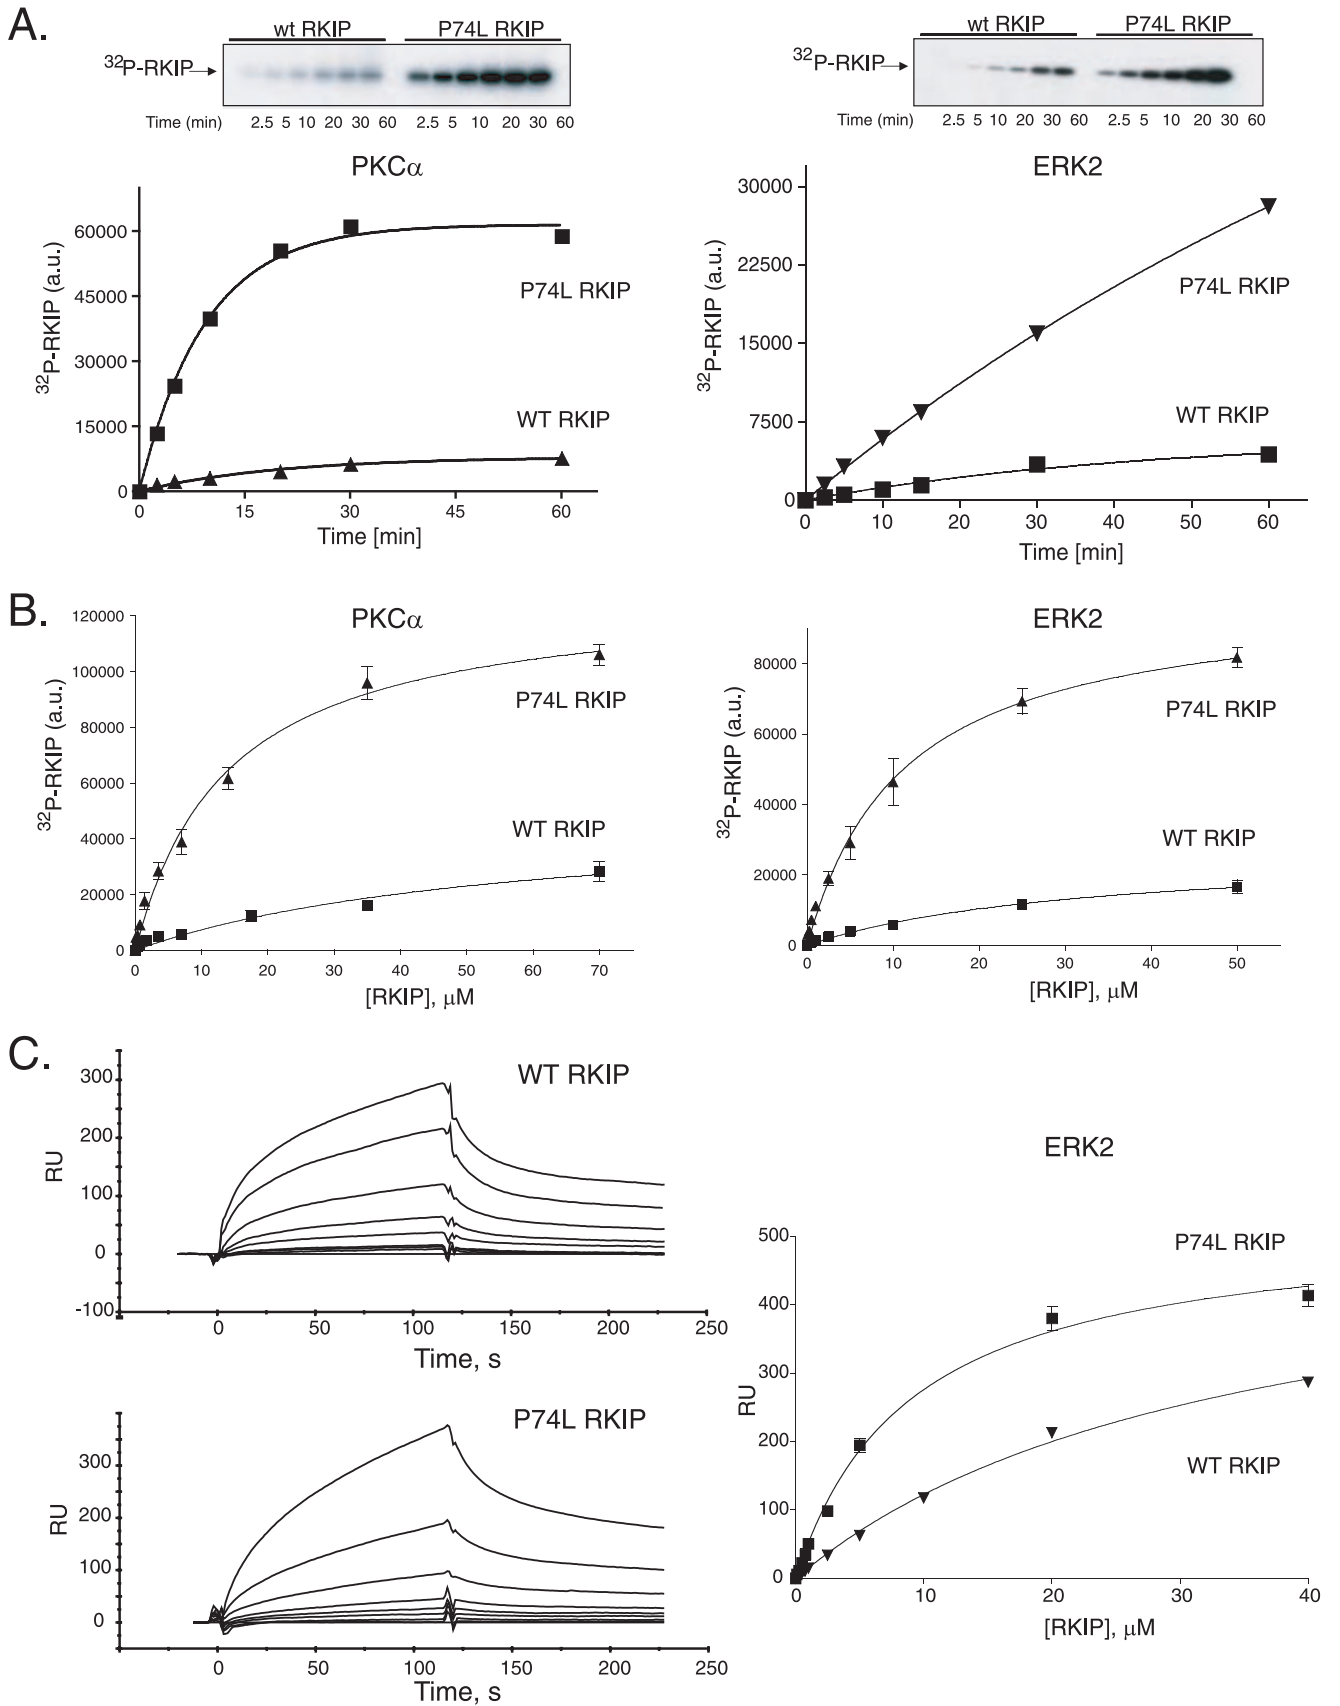 A.
wt RKIP P74L RKIP
32P-RKIP
Time (min) 2.5 5 10 20 30 60 2.5 5 10 20 30 60
wt RKIP P74L RKIP
32P-RKIP
Time (min) 2.5 5 10 20 30 60 2.5 5 10 20 30 60
PKCα
32P-RKIP (a.u.)
60000
45000
30000
15000
0
P74L RKIP
WT RKIP
0 15 30 45 60
Time [min]
ERK2
32P-RKIP (a.u.)
30000
22500
15000
7500
0
P74L RKIP
WT RKIP
0 10 20 30 40 50 60
Time [min]
B.
PKCα
32P-RKIP (a.u.)
120000
100000
80000
60000
40000
20000
0
P74L RKIP
WT RKIP
0 10 20 30 40 50 60 70
[RKIP], μM
ERK2
32P-RKIP (a.u.)
80000
60000
40000
20000
0
P74L RKIP
WT RKIP
0 10 20 30 40 50
[RKIP], μM
C.
WT RKIP
RU
300
200
100
0
-100
0 50 100 150 200 250
Time, s
P74L RKIP
RU
300
200
100
0
0 50 100 150 200 250
Time, s
ERK2
RU
500
400
300
200
100
0
P74L RKIP
WT RKIP
0 10 20 30 40
[RKIP], μM